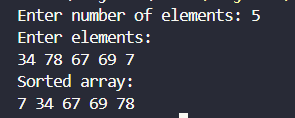 Enter number of elements: 5
Enter elements:
34 78 67 69 7
Sorted array:
7 34 67 69 78